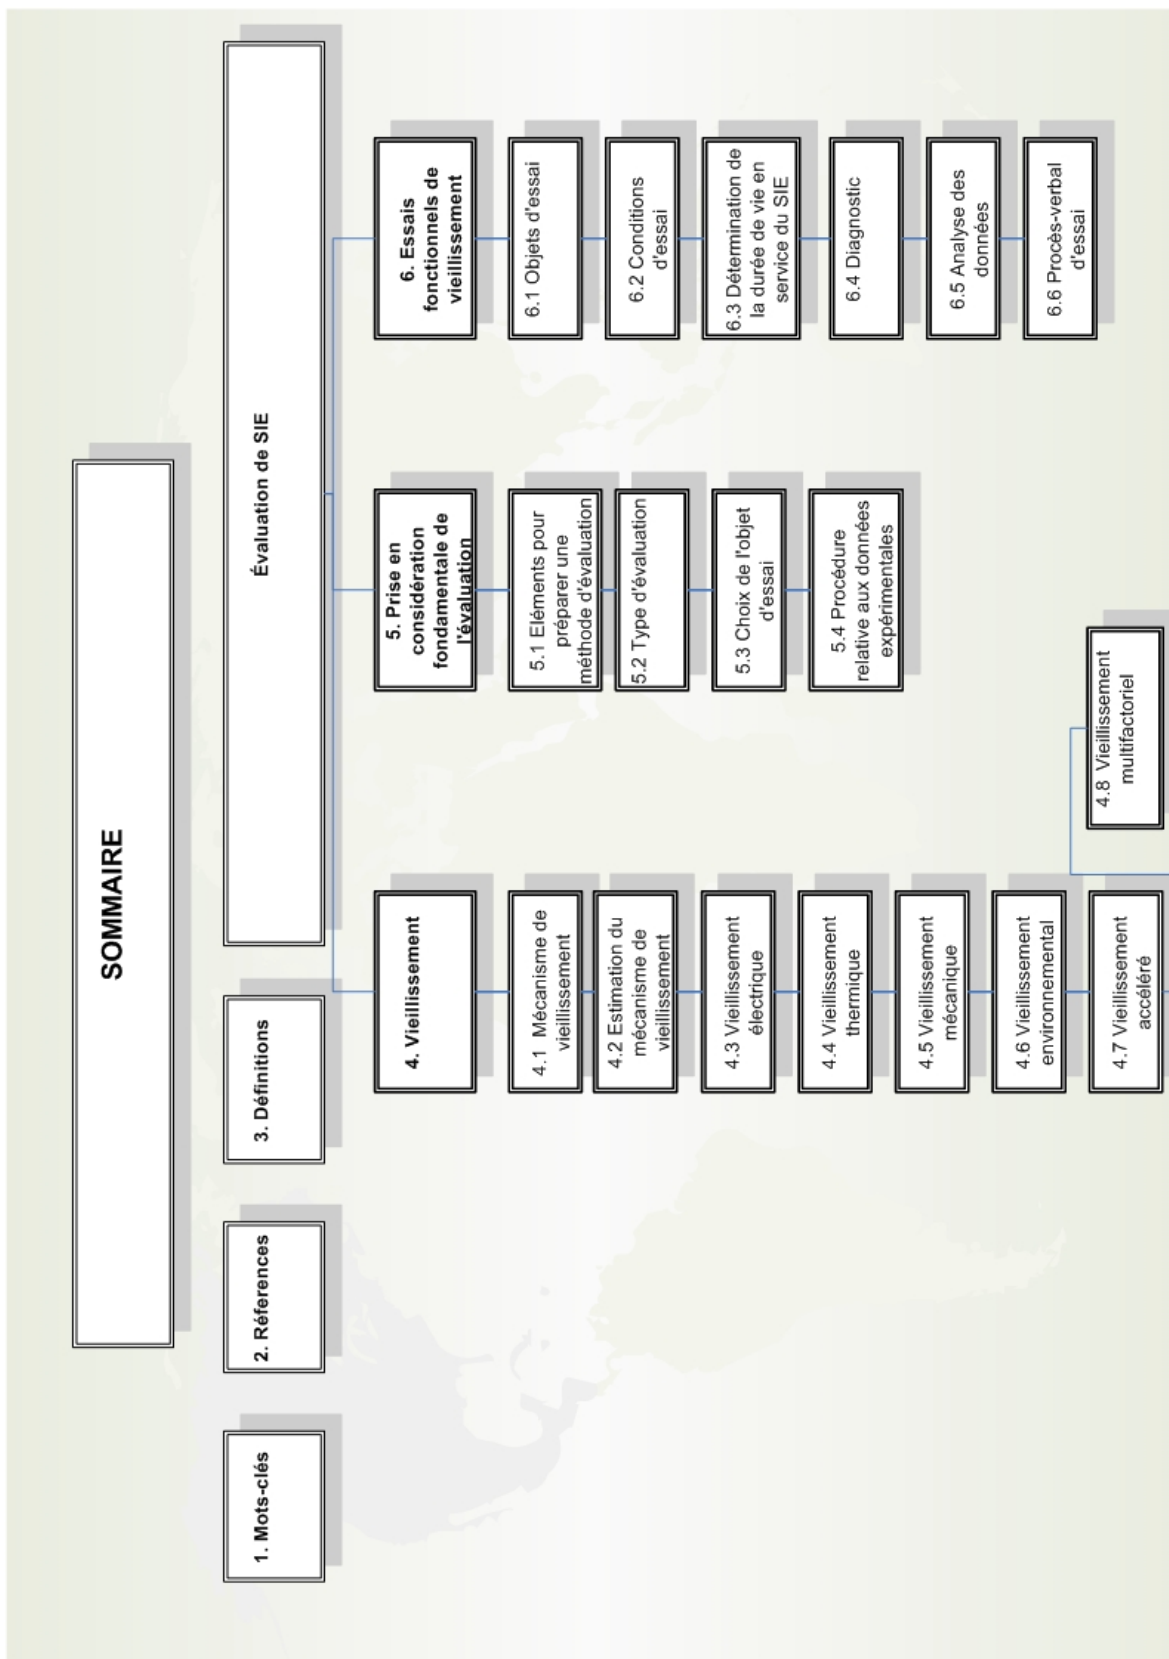 SOMMAIRE
1. Mots-clés
2. Réferences
3. Définitions
Évaluation de SIE
4. Vieillissement
4.1 Mécanisme de
vieillissement
4.2 Estimation du
mécanisme de
vieillissement
4.3 Vieillissement
électrique
4.4 Vieillissement
thermique
4.5 Vieillissement
mécanique
4.6 Vieillissement
environnemental
4.7 Vieillissement
accéléré
4.8 Vieillissement
multifactoriel
5. Prise en
considération
fondamentale de
l'évaluation
5.1 Eléments pour
préparer une
méthode d'évaluation
5.2 Type d'évaluation
5.3 Choix de l'objet
d'essai
5.4 Procédure
relative aux données
expérimentales
6. Essais
fonctionnels de
vieillissement
6.1 Objets d'essai
6.2 Conditions
d'essai
6.3 Détermination de
la durée de vie en
service du SIE
6.4 Diagnostic
6.5 Analyse des
données
6.6 Procès-verbal
d'essai